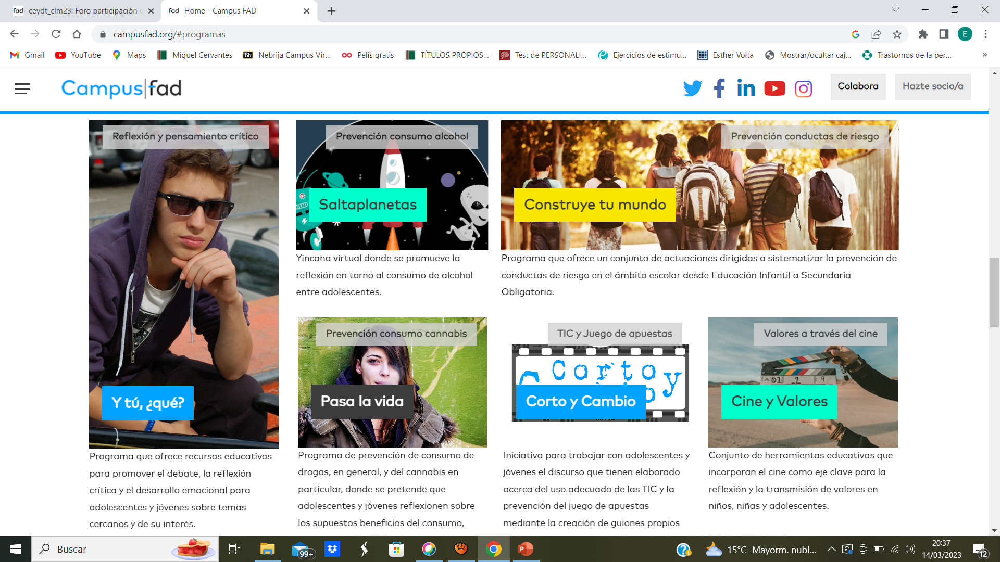 ceydt_clm23: Foro participación
Home - Campus FAD
campusfad.org/#programas
E
Gmail
YouTube
Maps
Miguel Cervantes
Bb
Nebrija Campus Vir...
Pelis gratis
TÍTULOS PROPIOS...
Test de PERSONALI...
Ejercicios de estimu...
Esther Volta
Mostrar/ocultar caj...
Trastornos de la per...
»
Campus|fad
Colabora
Hazte socio/a
Reflexión y pensamiento crítico
Y tú, ¿qué?
Programa que ofrece recursos educativos
para promover el debate, la reflexión
crítica y el desarrollo emocional para
adolescentes y jóvenes sobre temas
cercanos y de su interés.
Prevención consumo alcohol
Saltaplanetas
Yincana virtual donde se promueve la
reflexión en torno al consumo de alcohol
entre adolescentes.
Prevención conductas de riesgo
Construye tu mundo
Programa que ofrece un conjunto de actuaciones dirigidas a sistematizar la prevención de
conductas de riesgo en el ámbito escolar desde Educación Infantil a Secundaria
Obligatoria.
Prevención consumo cannabis
Pasa la vida
Programa de prevención de consumo de
drogas, en general, y del cannabis en
particular, donde se pretende que
adolescentes y jóvenes reflexionen sobre
los supuestos beneficios del consumo,
TIC y Juego de apuestas
Corto y
Corto y Cambio
Iniciativa para trabajar con adolescentes y
jóvenes el discurso que tienen elaborado
acerca del uso adecuado de las TIC y la
prevención del juego de apuestas
mediante la creación de guiones propios
Valores a través del cine
Cine y Valores
Conjunto de herramientas educativas que
incorporan el cine como eje clave para la
reflexión y la transmisión de valores en
niños, niñas y adolescentes.
Buscar
99+
15°C Mayorm. nubl...
20:37
14/03/2023
12